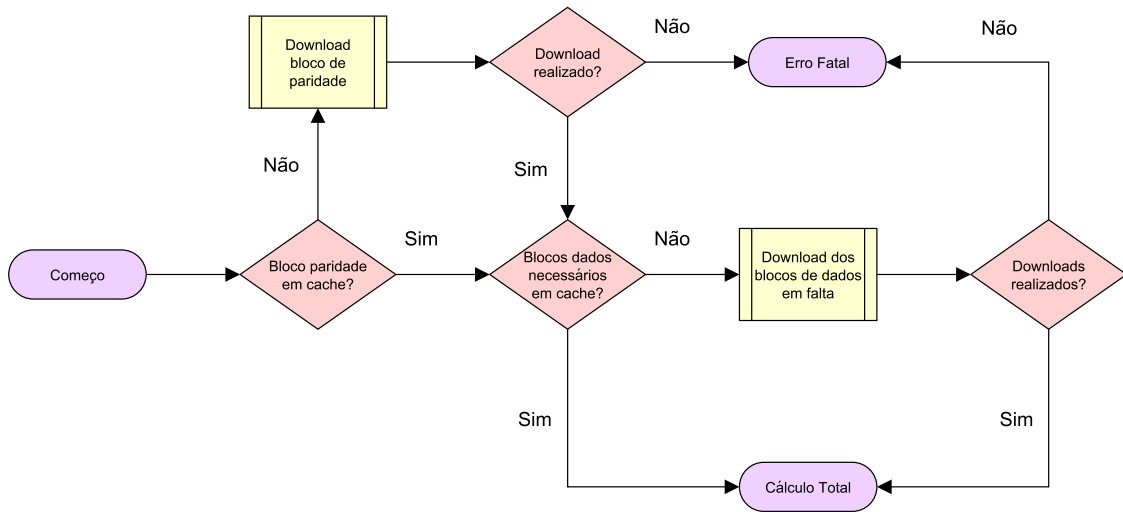 Download
bloco de
paridade
Download
realizado?
Não
Erro Fatal
Não
Não
Sim
Começo
Bloco paridade
em cache?
Sim
Blocos dados
necessários
em cache?
Não
Download dos
blocos de dados
em falta
Downloads
realizados?
Sim
Sim
Cálculo Total